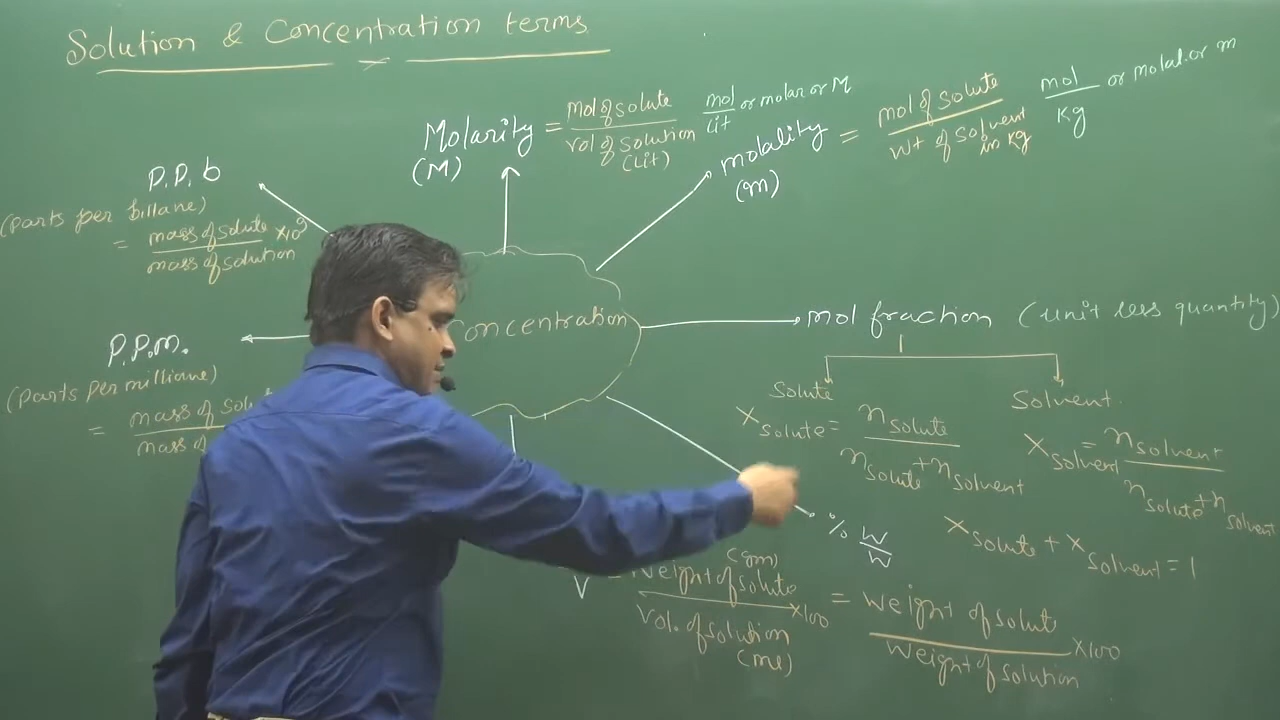 Solution & Concentration terms
Molarity = mol of solute / vol of solution (Lit) mol/Lit or molar or M
(M)
molality = mol of solute / wt of solvent in kg mol/kg or molal or m
(m)
P.P.b
(parts per billane)
= mass of solute / mass of solution ×10⁹
oncentration
mol fraction (unit less quantity)
P.P.m.
(parts per milliane)
= mass of sol
mass of
Solute
Solvent
X solute = n solute / n solute + n solvent
X solvent = n solvent / n solute + n solvent
X solute + X solvent = 1
% W/W
V = weight of solute (gm) / vol. of solution (ml) ×100
= weight of solute / weight of solution ×100